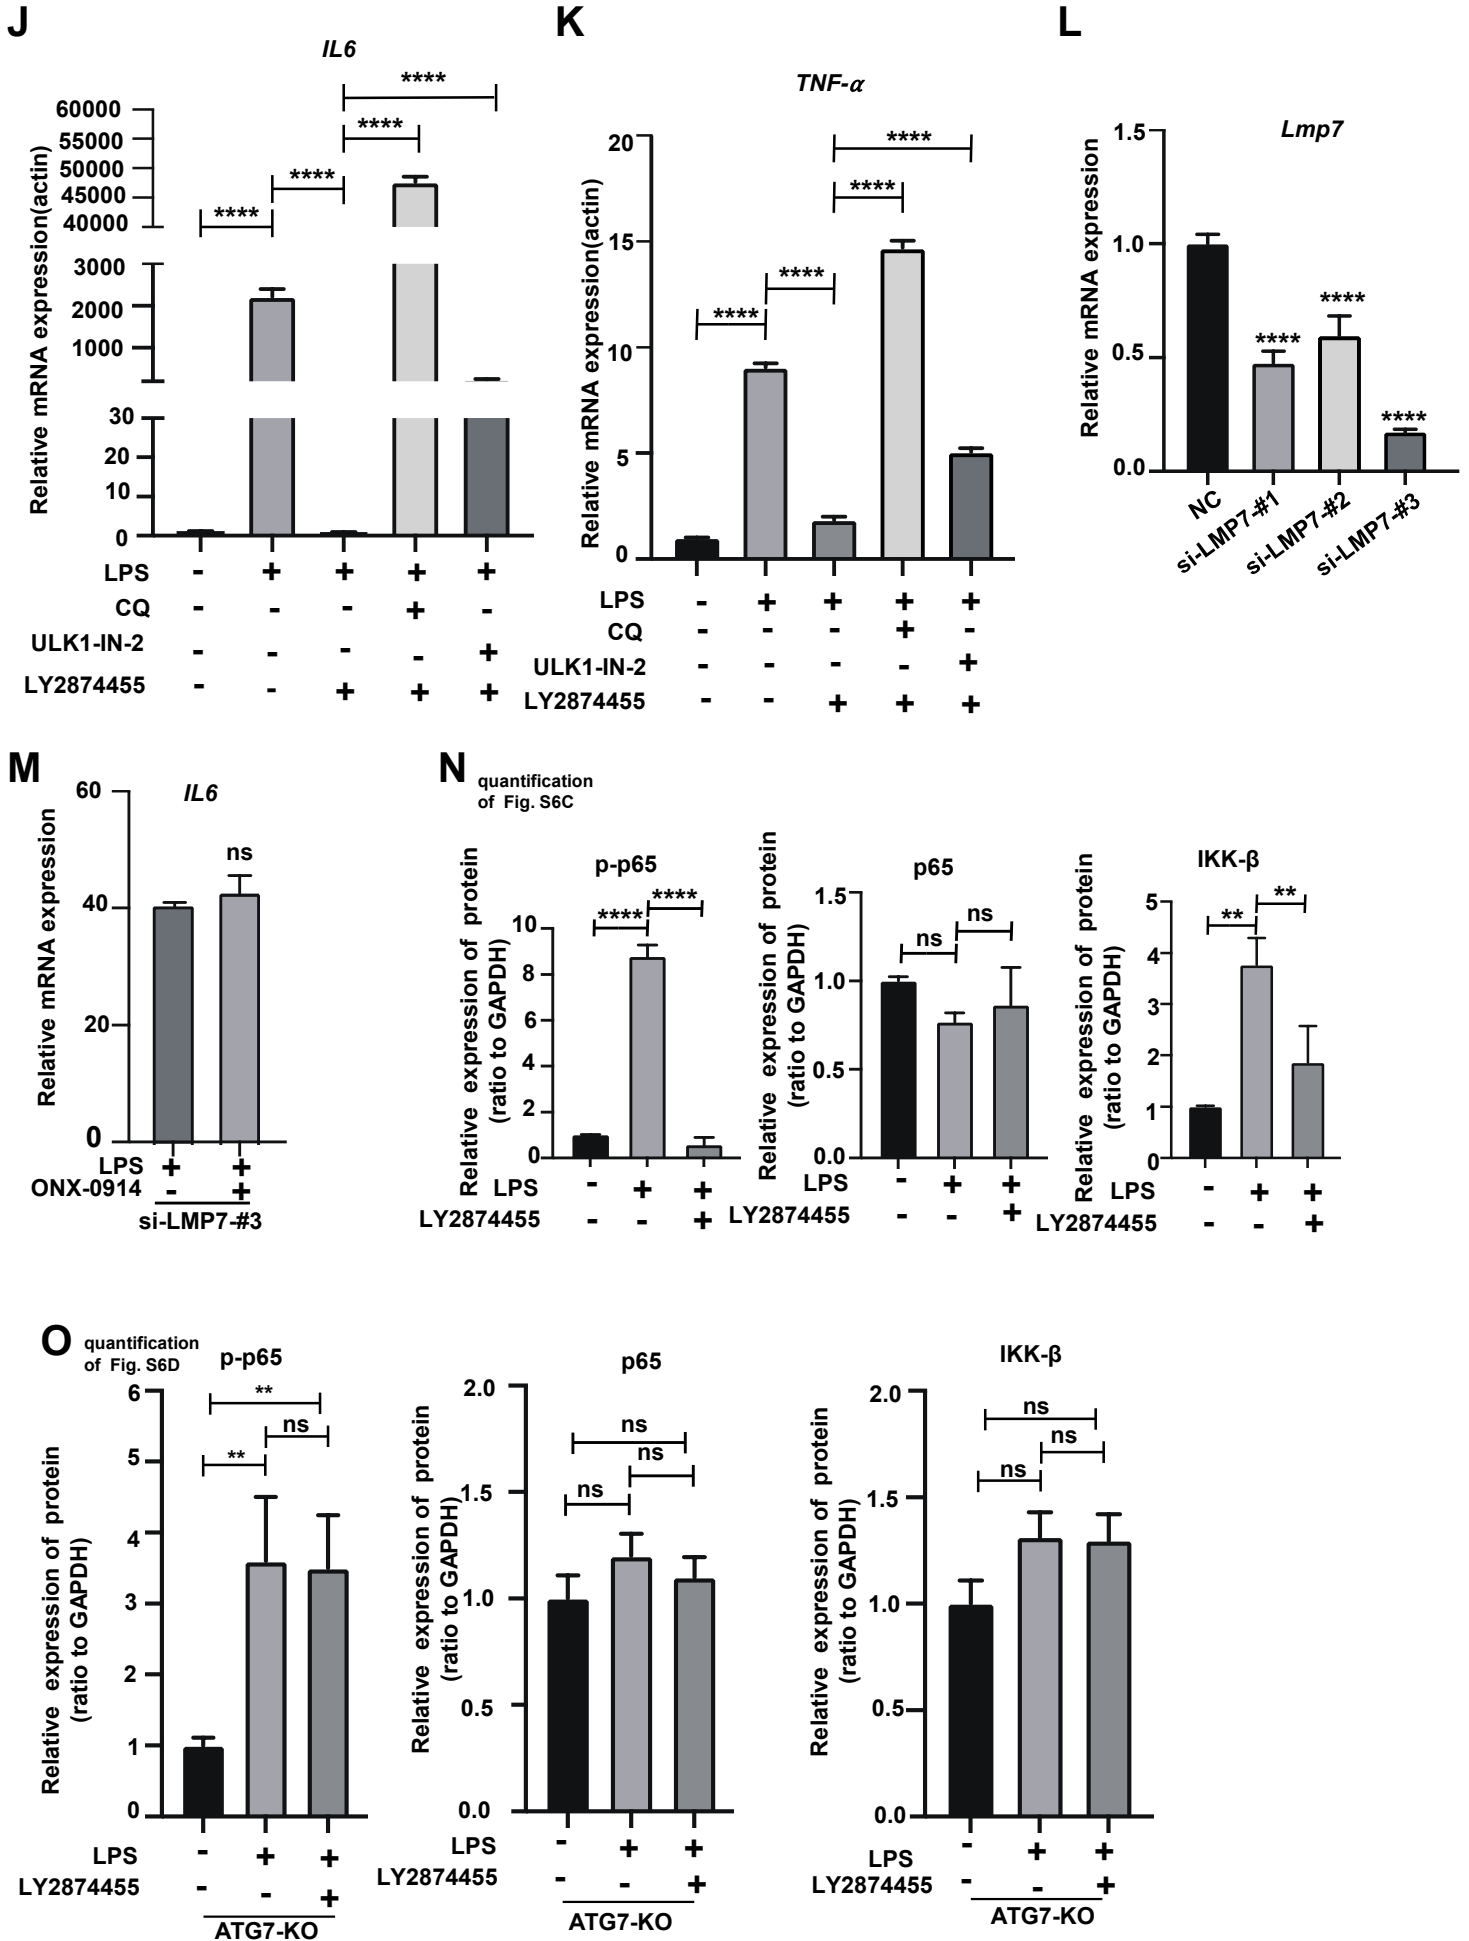 J
IL6
Relative mRNA expression(actin)
60000
55000
50000
45000
40000
3000
2000
1000
30
20
10
0
****
****
****
****
LPS - + + + +
CQ - - - + -
ULK1-IN-2 - - - - +
LY2874455 - - + + +
K
TNF-α
Relative mRNA expression(actin)
20
15
10
5
0
****
****
****
****
LPS - + + + +
CQ - - - + -
ULK1-IN-2 - - - - +
LY2874455 - - + + +
L
Lmp7
Relative mRNA expression
1.5
1.0
0.5
0.0
****
****
****
NC
si-LMP7-#1
si-LMP7-#2
si-LMP7-#3
M
IL6
Relative mRNA expression
60
40
20
0
ns
LPS + +
ONX-0914 - +
si-LMP7-#3
N
quantification
of Fig. S6C
p-p65
Relative expression of protein
(ratio to GAPDH)
10
8
6
4
2
0
****
****
LPS - + +
LY2874455 - - +
p65
Relative expression of protein
(ratio to GAPDH)
1.5
1.0
0.5
0.0
ns
ns
LPS - + +
LY2874455 - - +
IKK-β
Relative expression of protein
(ratio to GAPDH)
5
4
3
2
1
0
**
**
LPS - + +
LY2874455 - - +
O
quantification
of Fig. S6D
p-p65
Relative expression of protein
(ratio to GAPDH)
6
5
4
3
2
1
0
**
ns
**
LPS - + +
LY2874455 - - +
ATG7-KO
p65
Relative expression of protein
(ratio to GAPDH)
2.0
1.5
1.0
0.5
0.0
ns
ns
ns
LPS - + +
LY2874455 - - +
ATG7-KO
IKK-β
Relative expression of protein
(ratio to GAPDH)
2.0
1.5
1.0
0.5
0.0
ns
ns
ns
LPS - + +
LY2874455 - - +
ATG7-KO